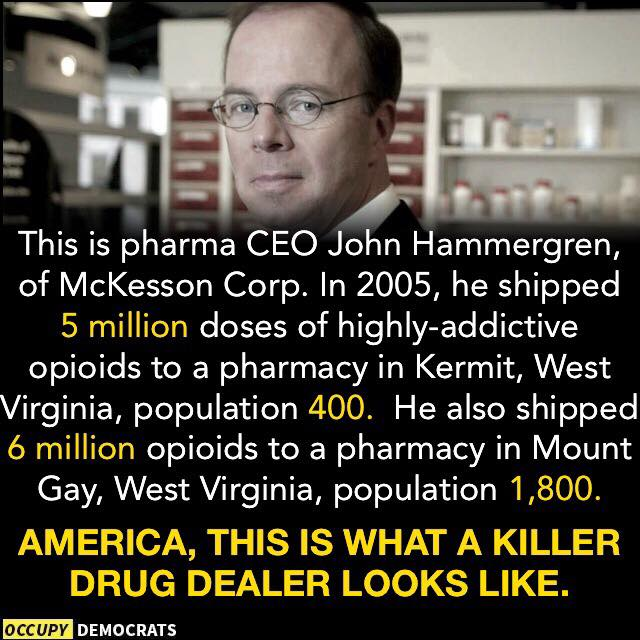 This is pharma CEO John Hammergren,
of McKesson Corp. In 2005, he shipped
5 million doses of highly-addictive
opioids to a pharmacy in Kermit, West
Virginia, population 400. He also shipped
6 million opioids to a pharmacy in Mount
Gay, West Virginia, population 1,800.
AMERICA, THIS IS WHAT A KILLER
DRUG DEALER LOOKS LIKE.
OCCUPY DEMOCRATS